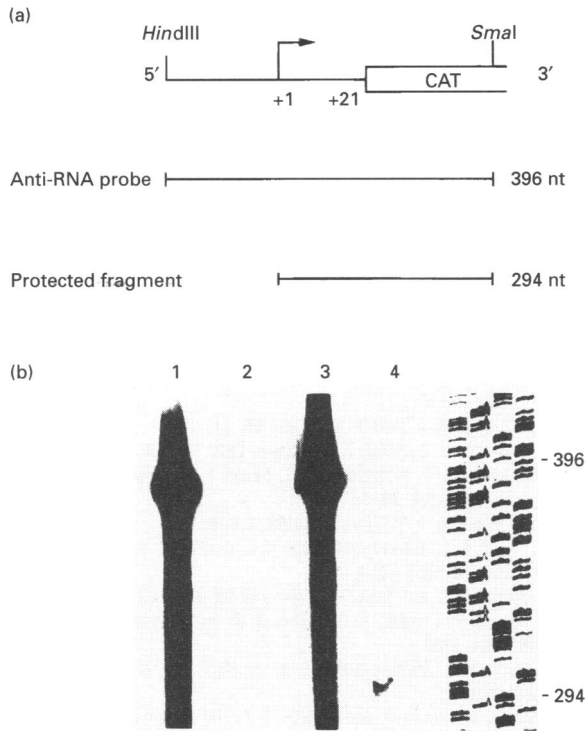 (a)
HindIII SmaI
5′ CAT 3′
+1 +21
Anti-RNA probe 396 nt
Protected fragment 294 nt
(b) 1 2 3 4
- 396
- 294